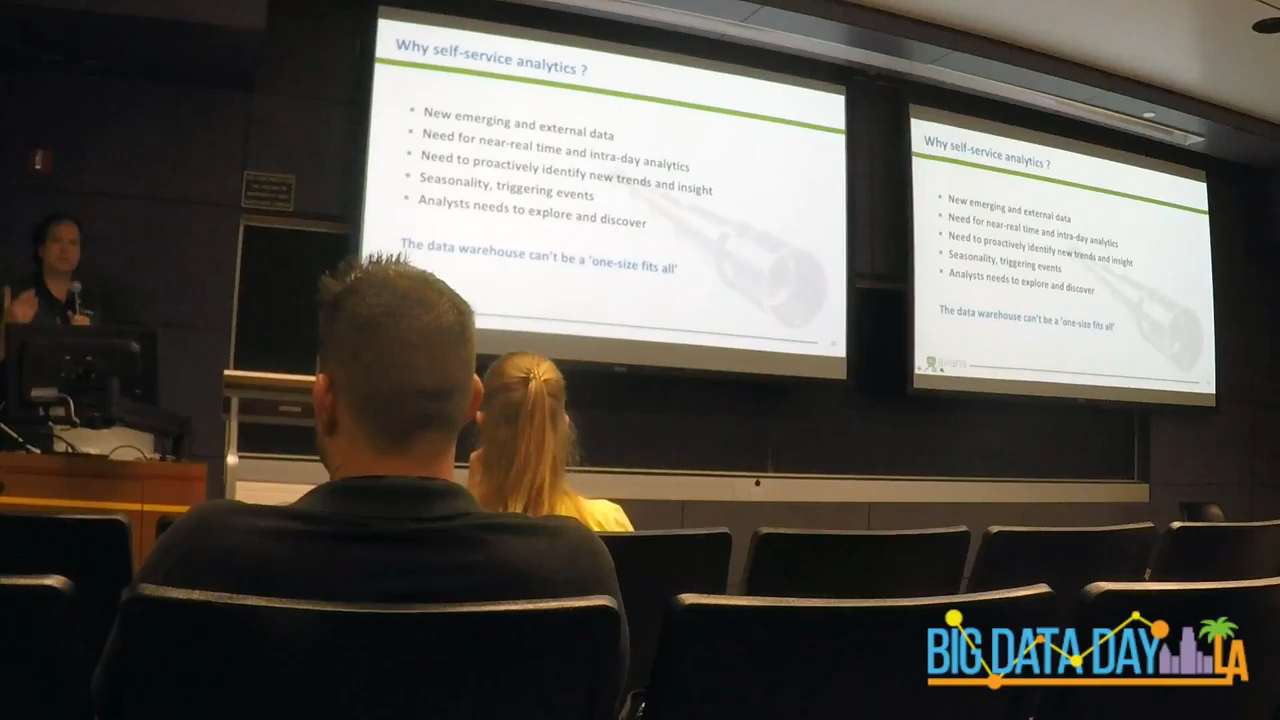 Why self-service analytics ?
New emerging and external data
Need for near-real time and intra-day analytics
Need to proactively identify new trends and insight
Seasonality, triggering events
Analysts needs to explore and discover
The data warehouse can't be a 'one-size fits all'
Why self-service analytics ?
New emerging and external data
Need for near-real time and intra-day analytics
Need to proactively identify new trends and insight
Seasonality, triggering events
Analysts needs to explore and discover
The data warehouse can't be a 'one-size fits all'
BIG DATA DAY LA